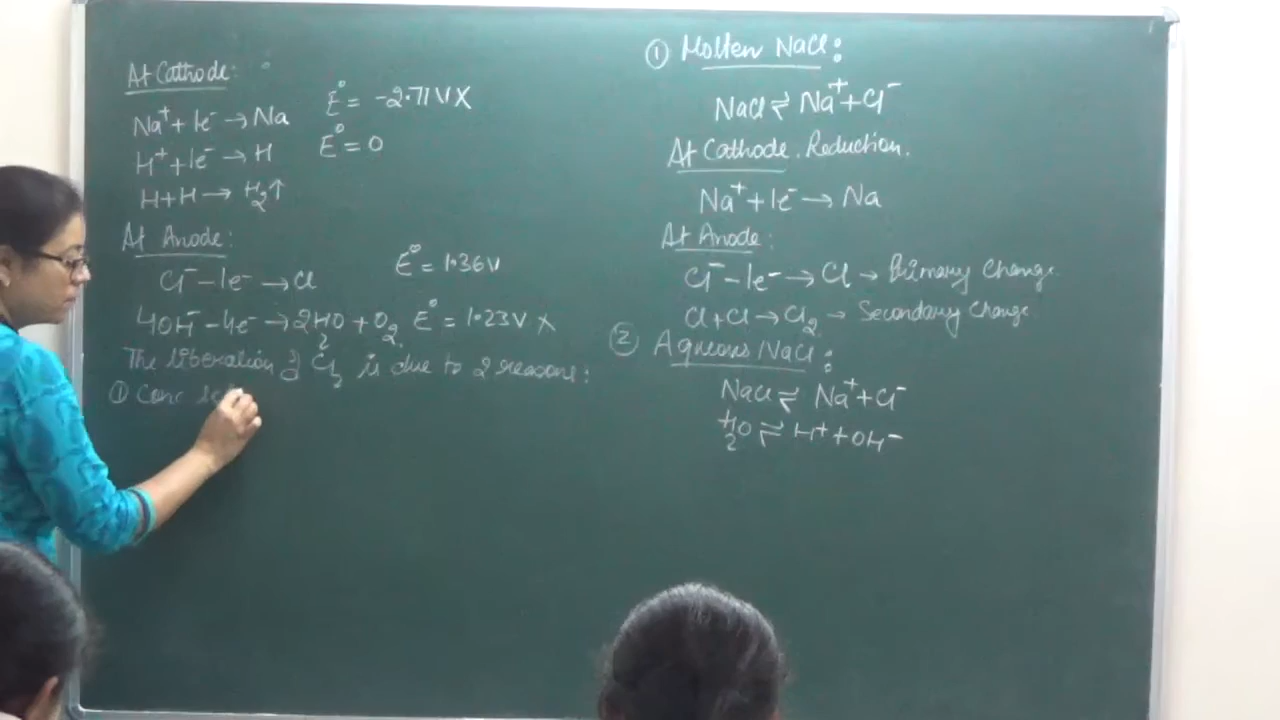 ① Molten NaCl:
NaCl ⇌ Na⁺ + Cl⁻
At Cathode. Reduction.
Na⁺ + 1e⁻ → Na
At Anode:
Cl⁻ - 1e⁻ → Cl → Primary Change
Cl + Cl → Cl₂ → Secondary Change
② Aqueous NaCl:
NaCl ⇌ Na⁺ + Cl⁻
H₂O ⇌ H⁺ + OH⁻
At Cathode:
Na⁺ + 1e⁻ → Na E° = -2.71V X
H⁺ + 1e⁻ → H E° = 0
H + H → H₂↑
At Anode:
Cl⁻ - 1e⁻ → Cl E° = 1.36V
4OH⁻ - 4e⁻ → 2H₂O + O₂ E° = 1.23V X
The liberation of Cl₂ is due to 2 reasons:
① Conc